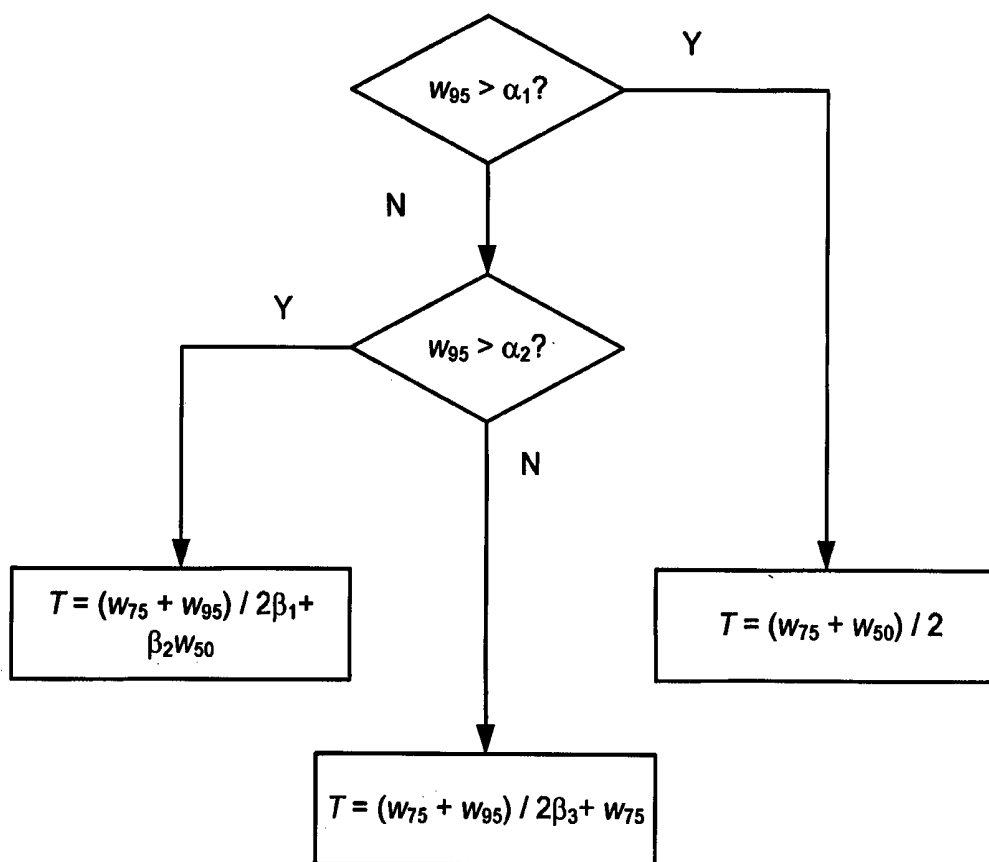 Y
w₉₅ > α₁?
N
Y
w₉₅ > α₂?
N
T = (w₇₅ + w₉₅) / 2β₁+
β₂w₅₀
T = (w₇₅ + w₅₀) / 2
T = (w₇₅ + w₉₅) / 2β₃+ w₇₅